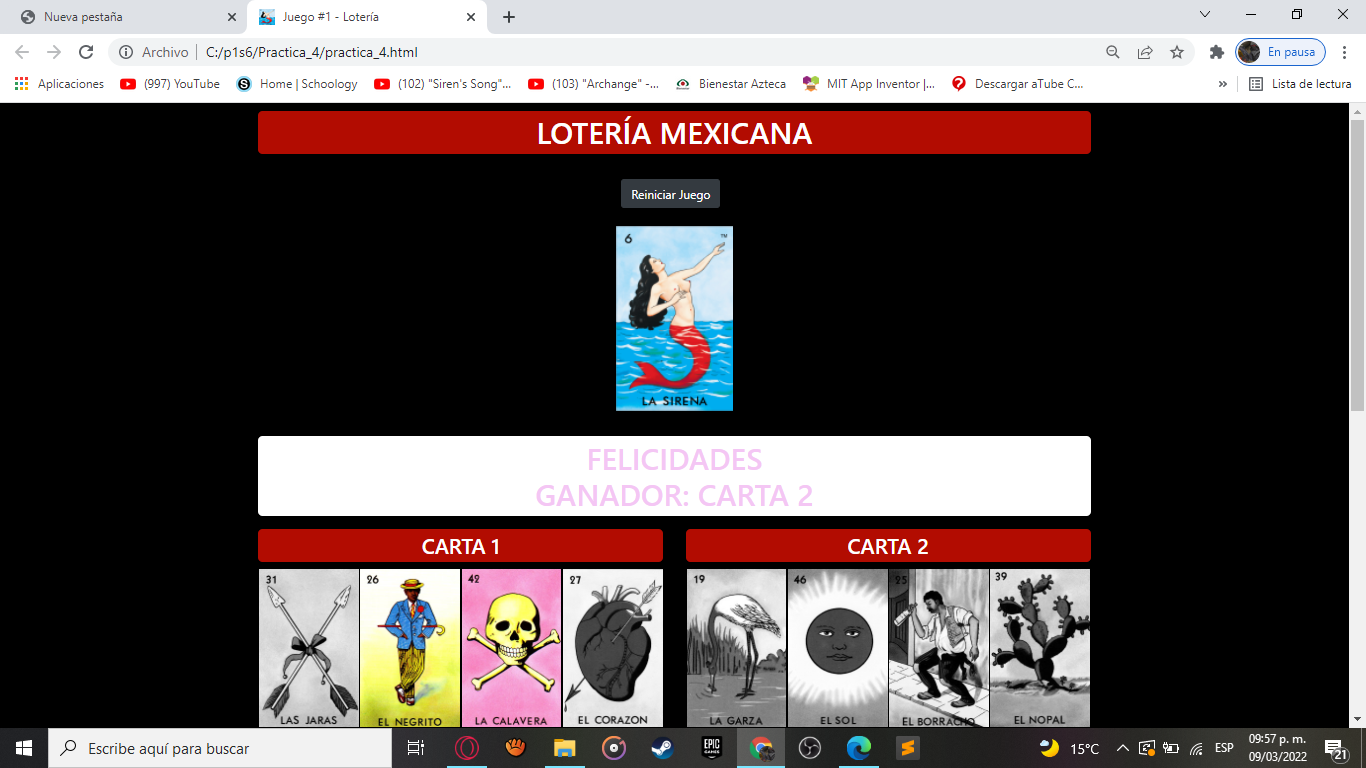 Nueva pestaña
Juego #1 - Lotería
Archivo
C:/p1s6/Practica_4/practica_4.html
En pausa
Aplicaciones
(997) YouTube
Home | Schoology
(102) "Siren's Song"...
(103) "Archange" -...
Bienestar Azteca
MIT App Inventor |...
Descargar aTube C...
»
Lista de lectura
LOTERÍA MEXICANA
Reiniciar Juego
6
TM
LA SIRENA
FELICIDADES
GANADOR: CARTA 2
CARTA 1
CARTA 2
31
26
42
27
19
46
25
39
LAS JARAS
EL NEGRITO
LA CALAVERA
EL CORAZON
LA GARZA
EL SOL
EL BORRACHO
EL NOPAL
Escribe aquí para buscar
EPIC
GAMES
15°C
ESP
09:57 p. m.
09/03/2022
21